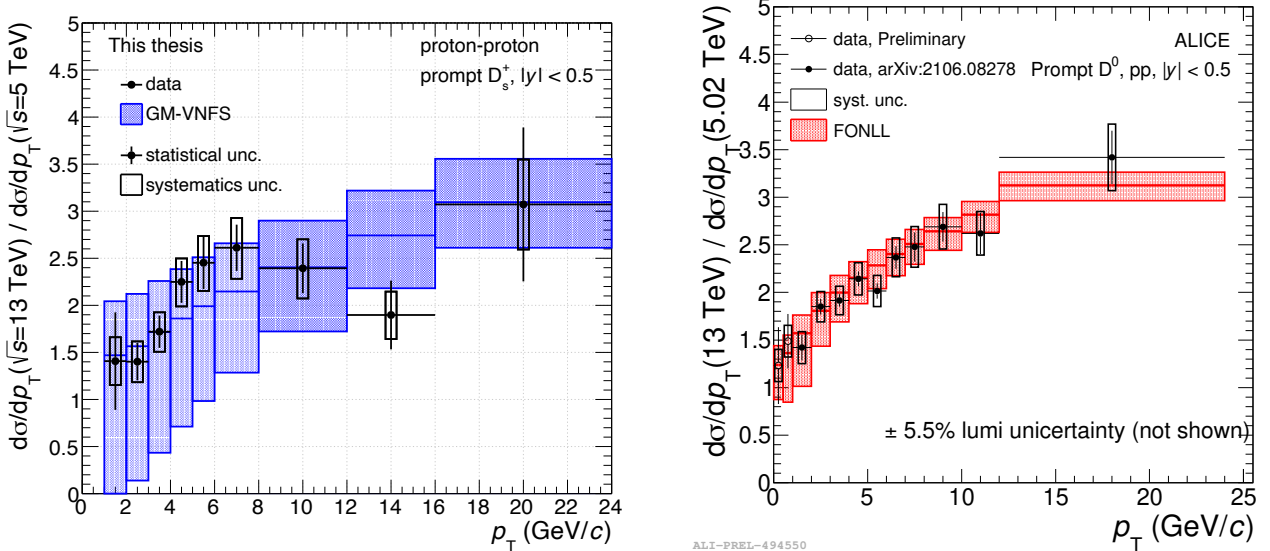 This thesis
proton-proton
prompt D_s^+, |y| < 0.5
data
GM-VNFS
statistical unc.
systematics unc.
dσ/dp_T(√s=13 TeV) / dσ/dp_T(√s=5 TeV)
5
4.5
4
3.5
3
2.5
2
1.5
1
0.5
0
0 2 4 6 8 10 12 14 16 18 20 22 24
p_T (GeV/c)
data, Preliminary
ALICE
data, arXiv:2106.08278 Prompt D^0, pp, |y| < 0.5
syst. unc.
FONLL
dσ/dp_T(13 TeV) / dσ/dp_T(5.02 TeV)
5
4.5
4
3.5
3
2.5
2
1.5
1
0.5
0
± 5.5% lumi unicertainty (not shown)
0 5 10 15 20 25
p_T (GeV/c)
ALI-PREL-494550